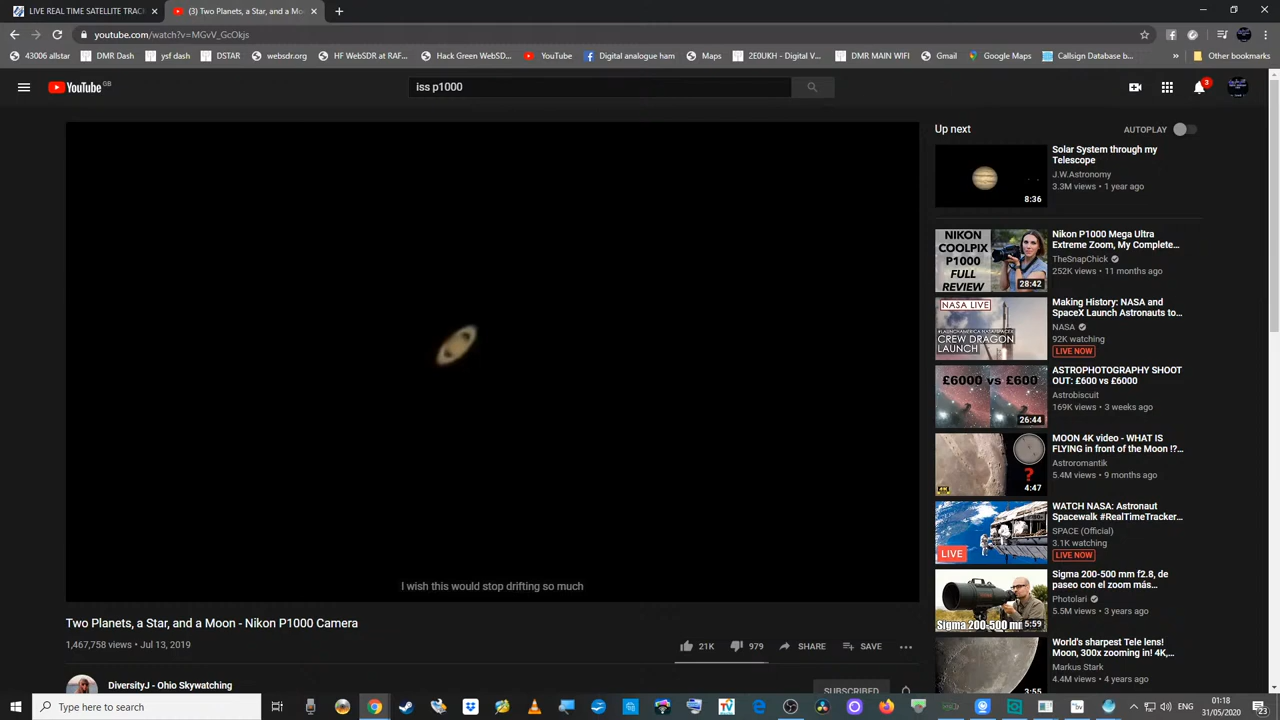 LIVE REAL TIME SATELLITE TRACK
(3) Two Planets, a Star, and a Mo
youtube.com/watch?v=MGvV_GcOkjs
43006 allstar
DMR Dash
ysf dash
DSTAR
websdr.org
HF WebSDR at RAF...
Hack Green WebSD...
YouTube
Digital analogue ham
Maps
2E0UKH - Digital V...
DMR MAIN WIFI
Gmail
Google Maps
Callsign Database b...
YouTube GB
iss p1000
3
Up next
AUTOPLAY
Solar System through my
Telescope
J.W.Astronomy
3.3M views • 1 year ago
8:36
NIKON
COOLPIX
P1000
FULL
REVIEW
28:42
Nikon P1000 Mega Ultra
Extreme Zoom, My Complete...
TheSnapChick
252K views • 11 months ago
NASA LIVE
#LAUNCHAMERICA
CREW DRAGON
LAUNCH
Making History: NASA and
SpaceX Launch Astronauts to...
NASA
92K watching
LIVE NOW
£6000 vs £600
26:44
ASTROPHOTOGRAPHY SHOOT
OUT: £600 vs £6000
Astrobiscuit
169K views • 3 weeks ago
?
4K
4:47
MOON 4K video - WHAT IS
FLYING in front of the Moon !?...
Astroromantik
5.4M views • 9 months ago
LIVE
WATCH NASA: Astronaut
Spacewalk #RealTimeTracker...
SPACE (Official)
3.1K watching
LIVE NOW
Sigma 200-500 mm
5:59
Sigma 200-500 mm f2.8, de
paseo con el zoom más...
Photolari
5.5M views • 3 years ago
3:55
World's sharpest Tele lens!
Moon, 300x zooming in! 4K,...
Markus Stark
4.4M views • 4 years ago
I wish this would stop drifting so much
Two Planets, a Star, and a Moon - Nikon P1000 Camera
1,467,758 views • Jul 13, 2019
21K
979
SHARE
SAVE
DiversityJ - Ohio Skywatching
SUBSCRIBED
Type here to search
TV
ENG
01:18
31/05/2020